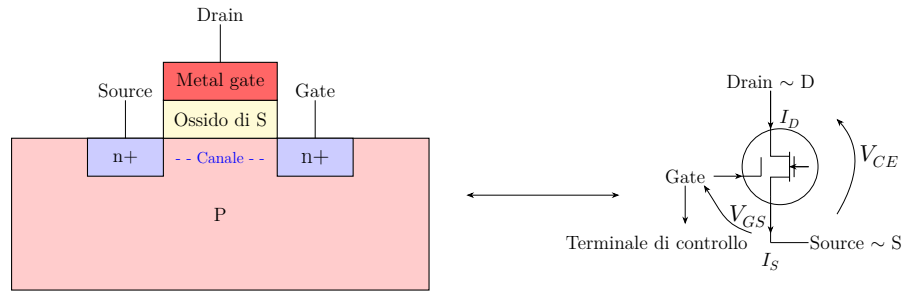 Drain
Metal gate
Source
Gate
Ossido di S
n+
- - Canale - -
n+
P
Drain ∼ D
I_D
V_CE
Gate
V_GS
Terminale di controllo
Source ∼ S
I_S